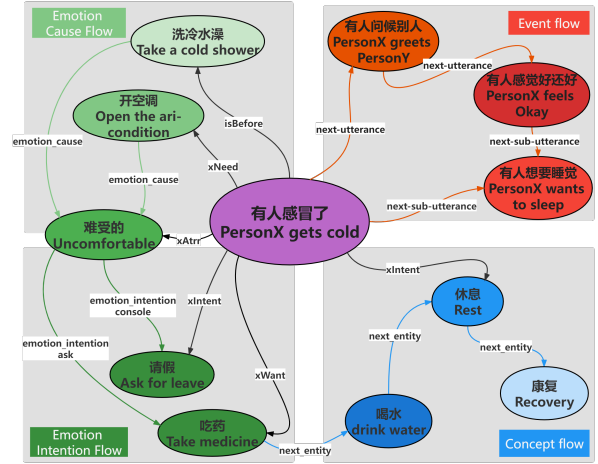 Emotion
Cause Flow
洗冷水澡
Take a cold shower
有人问候别人
PersonX greets
PersonY
Event flow
next-utterance
有人感觉好还好
PersonX feels
Okay
开空调
Open the ari-
condition
isBefore
next-utterance
emotion_cause
next-sub-utterance
xNeed
emotion_cause
有人想要睡觉
PersonX wants
to sleep
有人感冒了
PersonX gets cold
next-sub-utterance
难受的
Uncomfortable
xAtrr
xIntent
emotion_intention
console
xIntent
休息
Rest
emotion_intention
ask
next_entity
next_entity
请假
Ask for leave
xWant
康复
Recovery
吃药
Take medicine
喝水
drink water
Emotion
Intention Flow
next_entity
Concept flow